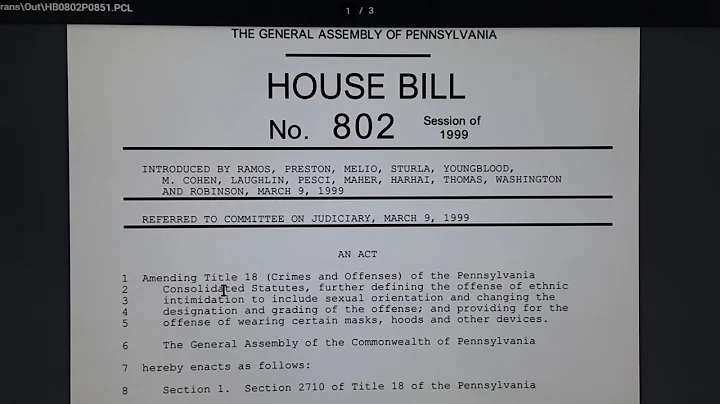 rans\Out\HB0802P0851.PCL
1 / 3
THE GENERAL ASSEMBLY OF PENNSYLVANIA
HOUSE BILL
No. 802 Session of
1999
INTRODUCED BY RAMOS, PRESTON, MELIO, STURLA, YOUNGBLOOD,
M. COHEN, LAUGHLIN, PESCI, MAHER, HARHAI, THOMAS, WASHINGTON
AND ROBINSON, MARCH 9, 1999
REFERRED TO COMMITTEE ON JUDICIARY, MARCH 9, 1999
AN ACT
1 Amending Title 18 (Crimes and Offenses) of the Pennsylvania
2 Consolidated Statutes, further defining the offense of ethnic
3 intimidation to include sexual orientation and changing the
4 designation and grading of the offense; and providing for the
5 offense of wearing certain masks, hoods and other devices.
6 The General Assembly of the Commonwealth of Pennsylvania
7 hereby enacts as follows:
8 Section 1. Section 2710 of Title 18 of the Pennsylvania